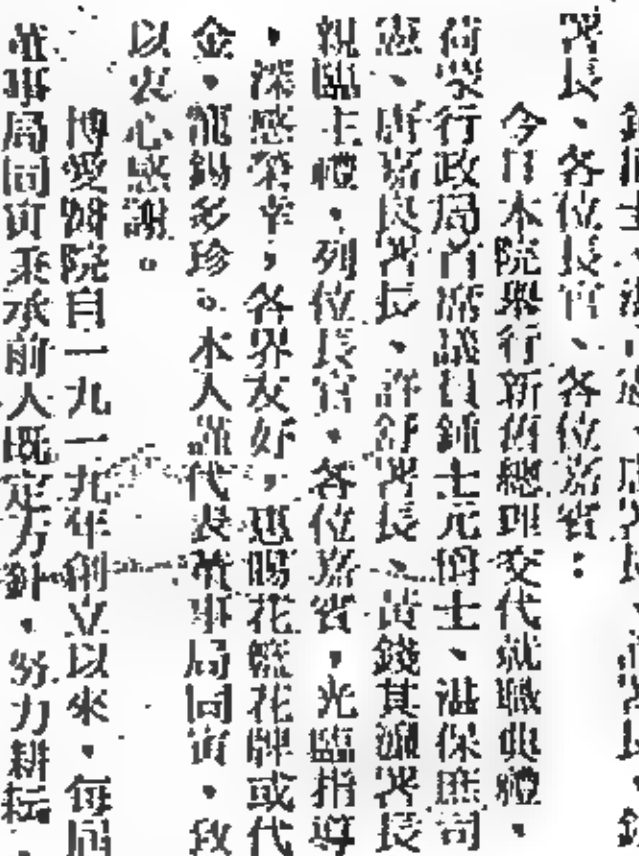 爵士、湛
署長、各位長官、各位嘉賓：
今日本院舉行新舊總理交代就職典禮，
荷蒙行政局首席議員鍾士元爵士、湛保庶司
憲、唐嘉良署長、許舒署長、黃錢其濂署長
親臨主禮，列位長官，各位嘉賓，光臨指導
，深感榮幸；各界友好，惠賜花籃花牌或代
金，寵錫多珍。本人謹代表董事局同寅，致
以衷心感謝。
博愛醫院自一九一九年創立以來，每屆
董事局同寅秉承前人既定方針，努力耕耘，